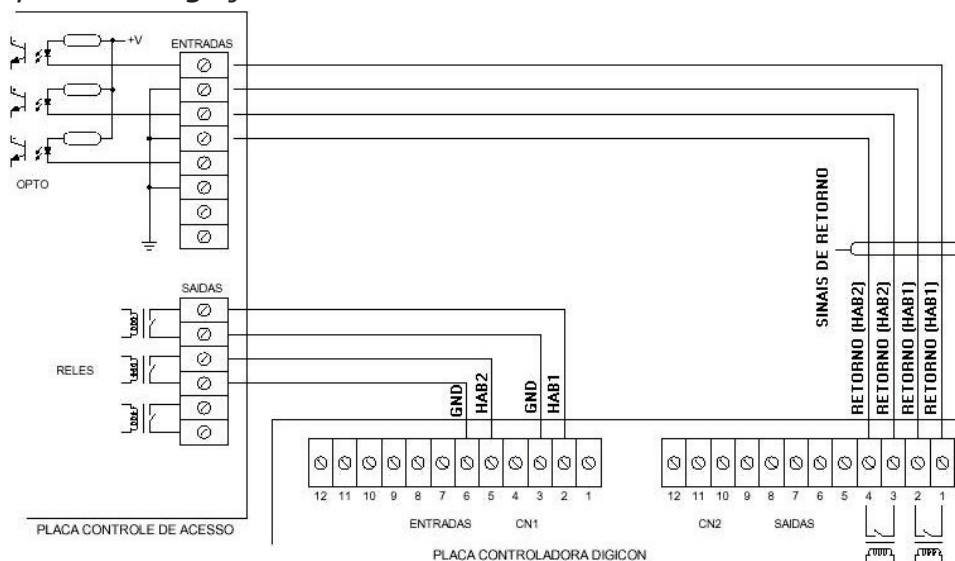 +V
ENTRADAS
OPTO
SINAIS DE RETORNO
RETORNO (HAB2)
RETORNO (HAB2)
RETORNO (HAB1)
RETORNO (HAB1)
SAIDAS
RELES
GND
HAB2
GND
HAB1
12 11 10 9 8 7 6 5 4 3 2 1
12 11 10 9 8 7 6 5 4 3 2 1
ENTRADAS CN1
CN2 SAIDAS
PLACA CONTROLE DE ACESSO
PLACA CONTROLADORA DIGICON